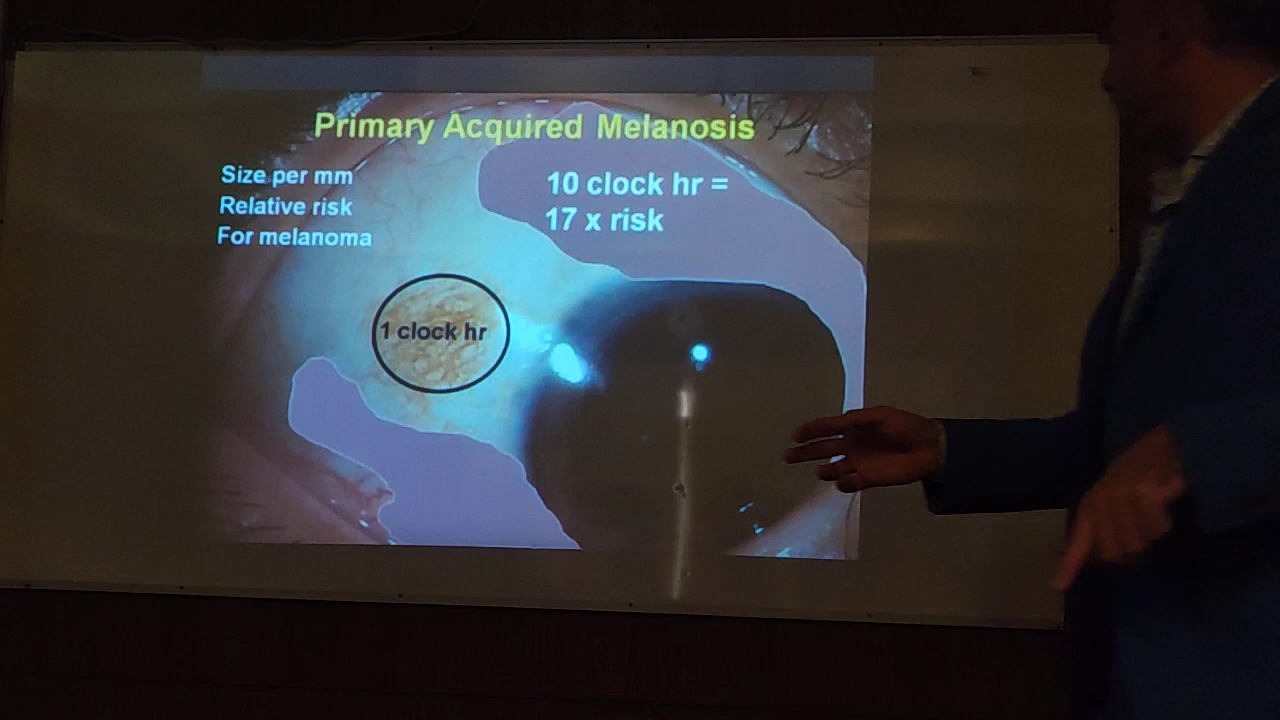 Primary Acquired Melanosis
Size per mm
Relative risk
For melanoma
10 clock hr =
17 x risk
1 clock hr